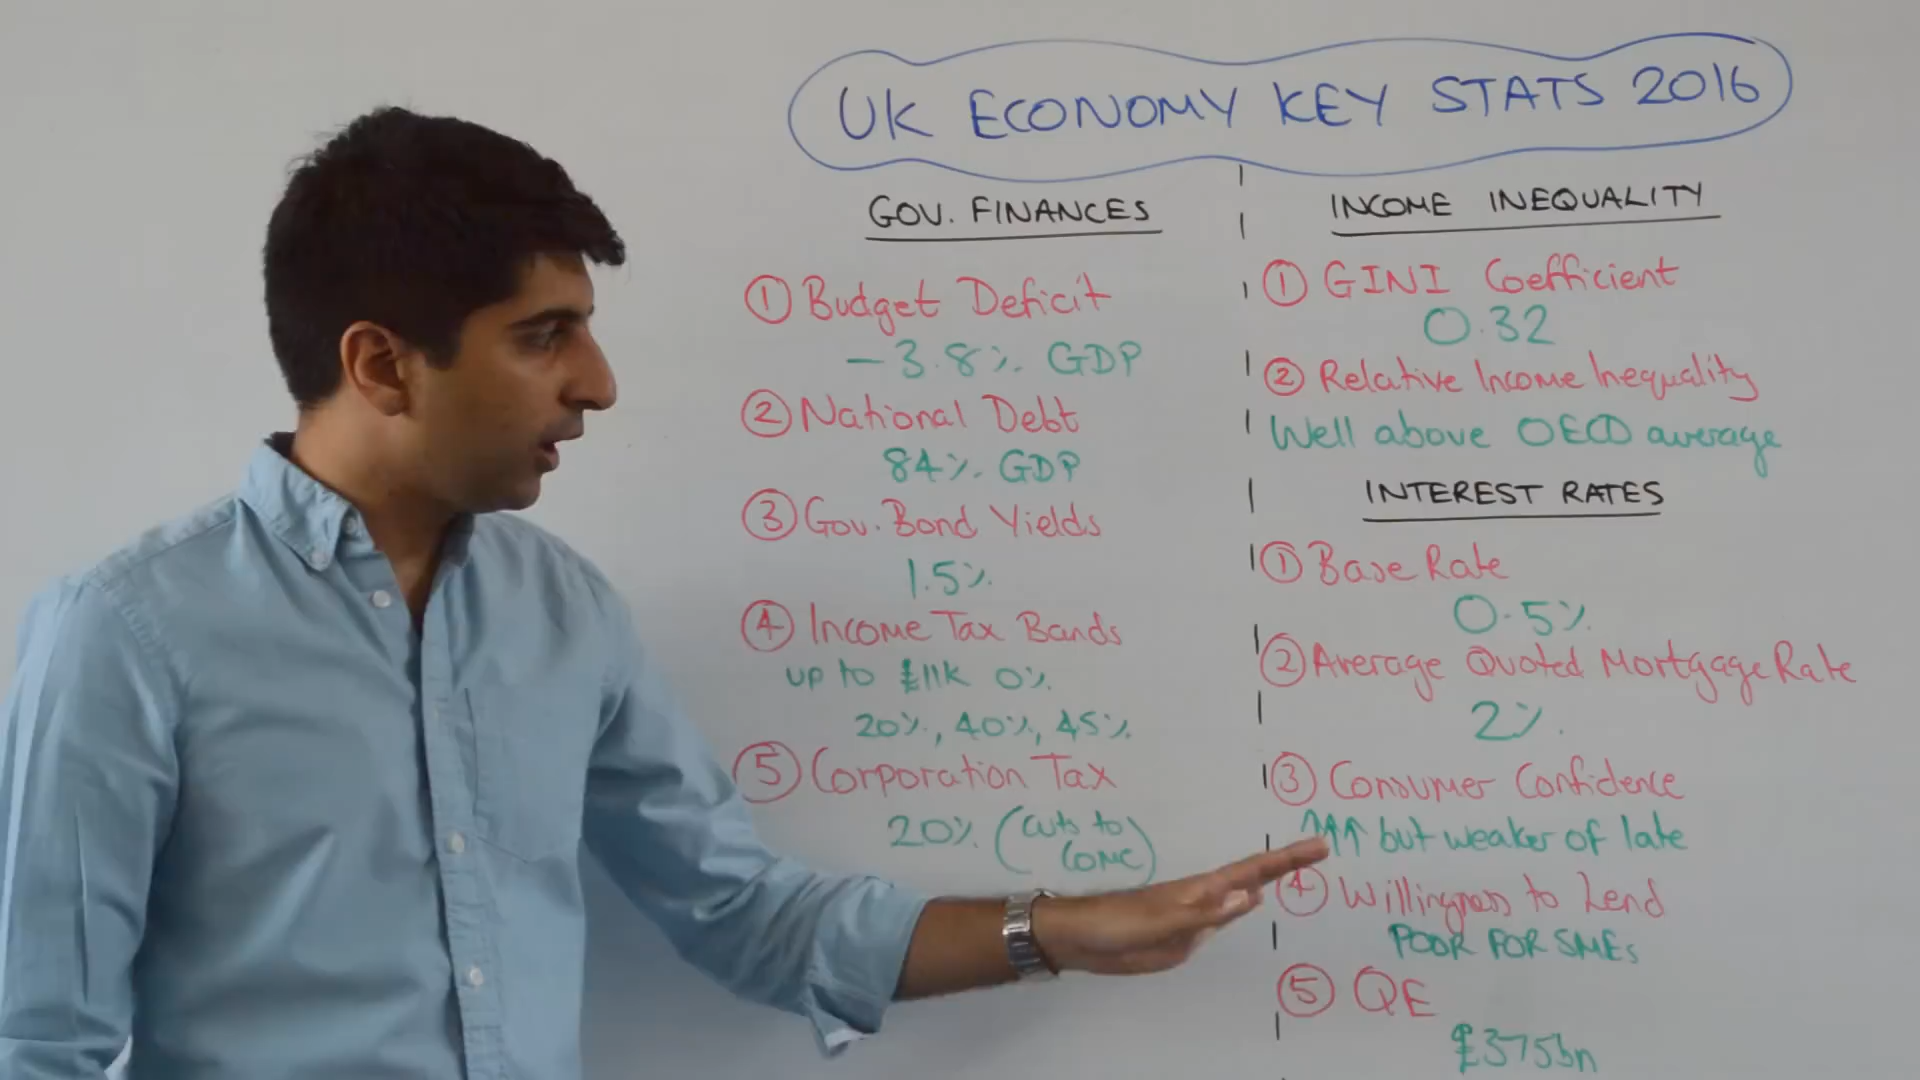 UK ECONOMY KEY STATS 2016
GOV. FINANCES
① Budget Deficit
-3.8% GDP
② National Debt
84% GDP
③ Gov. Bond Yields
1.5%
④ Income Tax Bands
up to £11K 0%
20%, 40%, 45%
⑤ Corporation Tax
20% (cuts to
come)
INCOME INEQUALITY
① GINI Coefficient
0.32
② Relative Income Inequality
Well above OECD average
INTEREST RATES
① Base Rate
0.5%
② Average Quoted Mortgage Rate
2%
③ Consumer Confidence
↑↑↑ but weaker of late
④ Willingness to Lend
POOR FOR SMEs
⑤ QE
£375bn